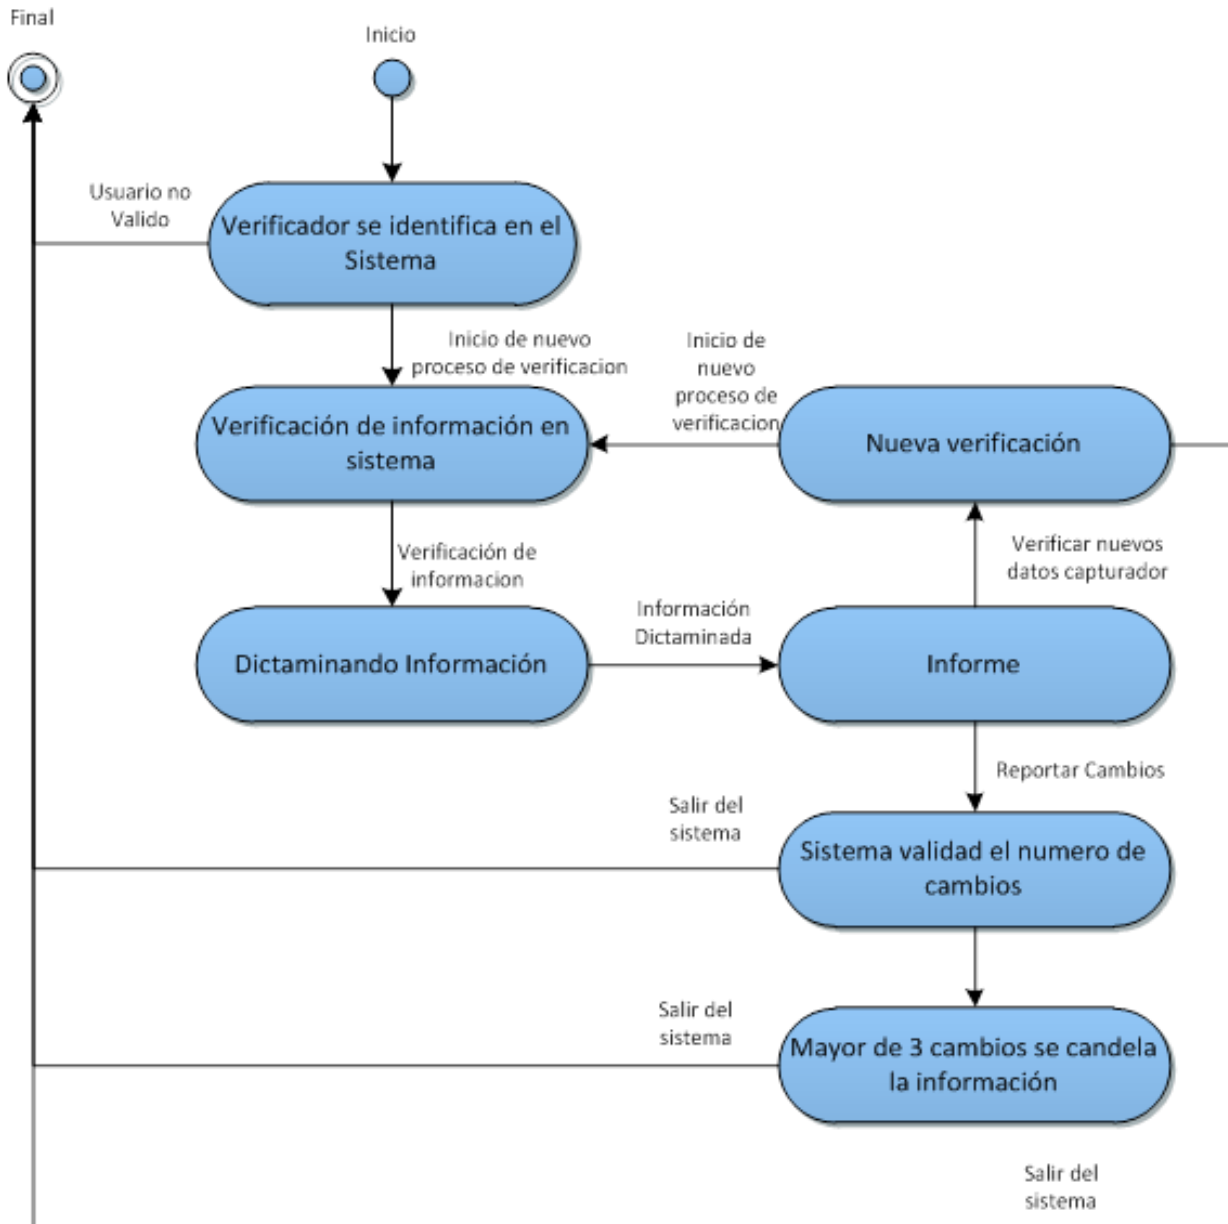 Final
Inicio
Usuario no
Valido
Verificador se identifica en el
Sistema
Inicio de nuevo
proceso de verificacion
Inicio de
nuevo
proceso de
verificacion
Verificación de información en
sistema
Nueva verificación
Verificación de
informacion
Verificar nuevos
datos capturador
Información
Dictaminada
Dictaminando Información
Informe
Reportar Cambios
Salir del
sistema
Sistema validad el numero de
cambios
Salir del
sistema
Mayor de 3 cambios se candela
la información
Salir del
sistema